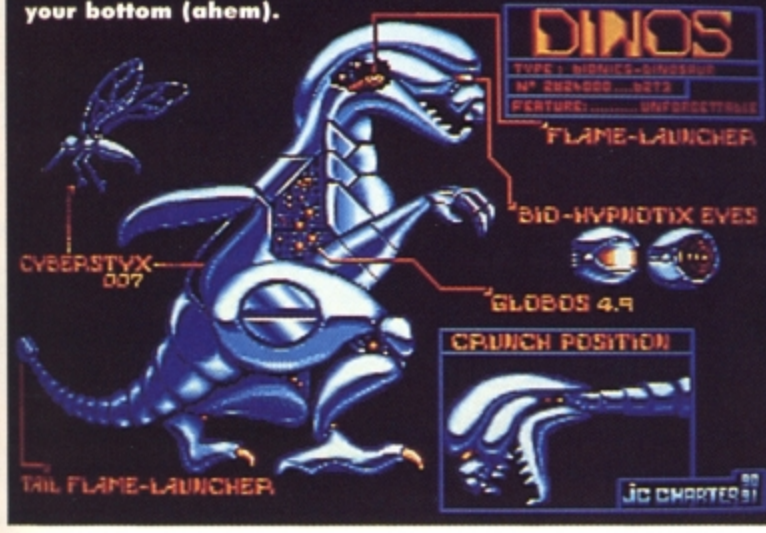 your bottom (ahem).
DINOS
TYPE : BIONICS-DINOSAUR
FEATURE:........ UNFORGETTABLE
FLAME-LAUNCHER
BIO-HYPNOTIX EYES
CYBERSTYX
007
GLOBOS 4.9
CRUNCH POSITION
TAIL FLAME-LAUNCHER
JC CHARTER 90
91